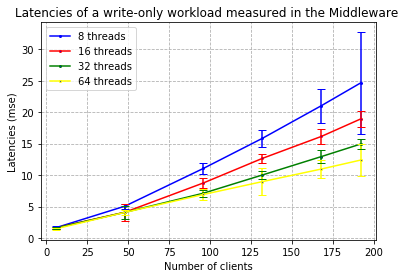 Latencies of a write-only workload measured in the Middleware
8 threads
16 threads
32 threads
64 threads
Latencies (mse)
30
25
20
15
10
5
0
0 25 50 75 100 125 150 175 200
Number of clients